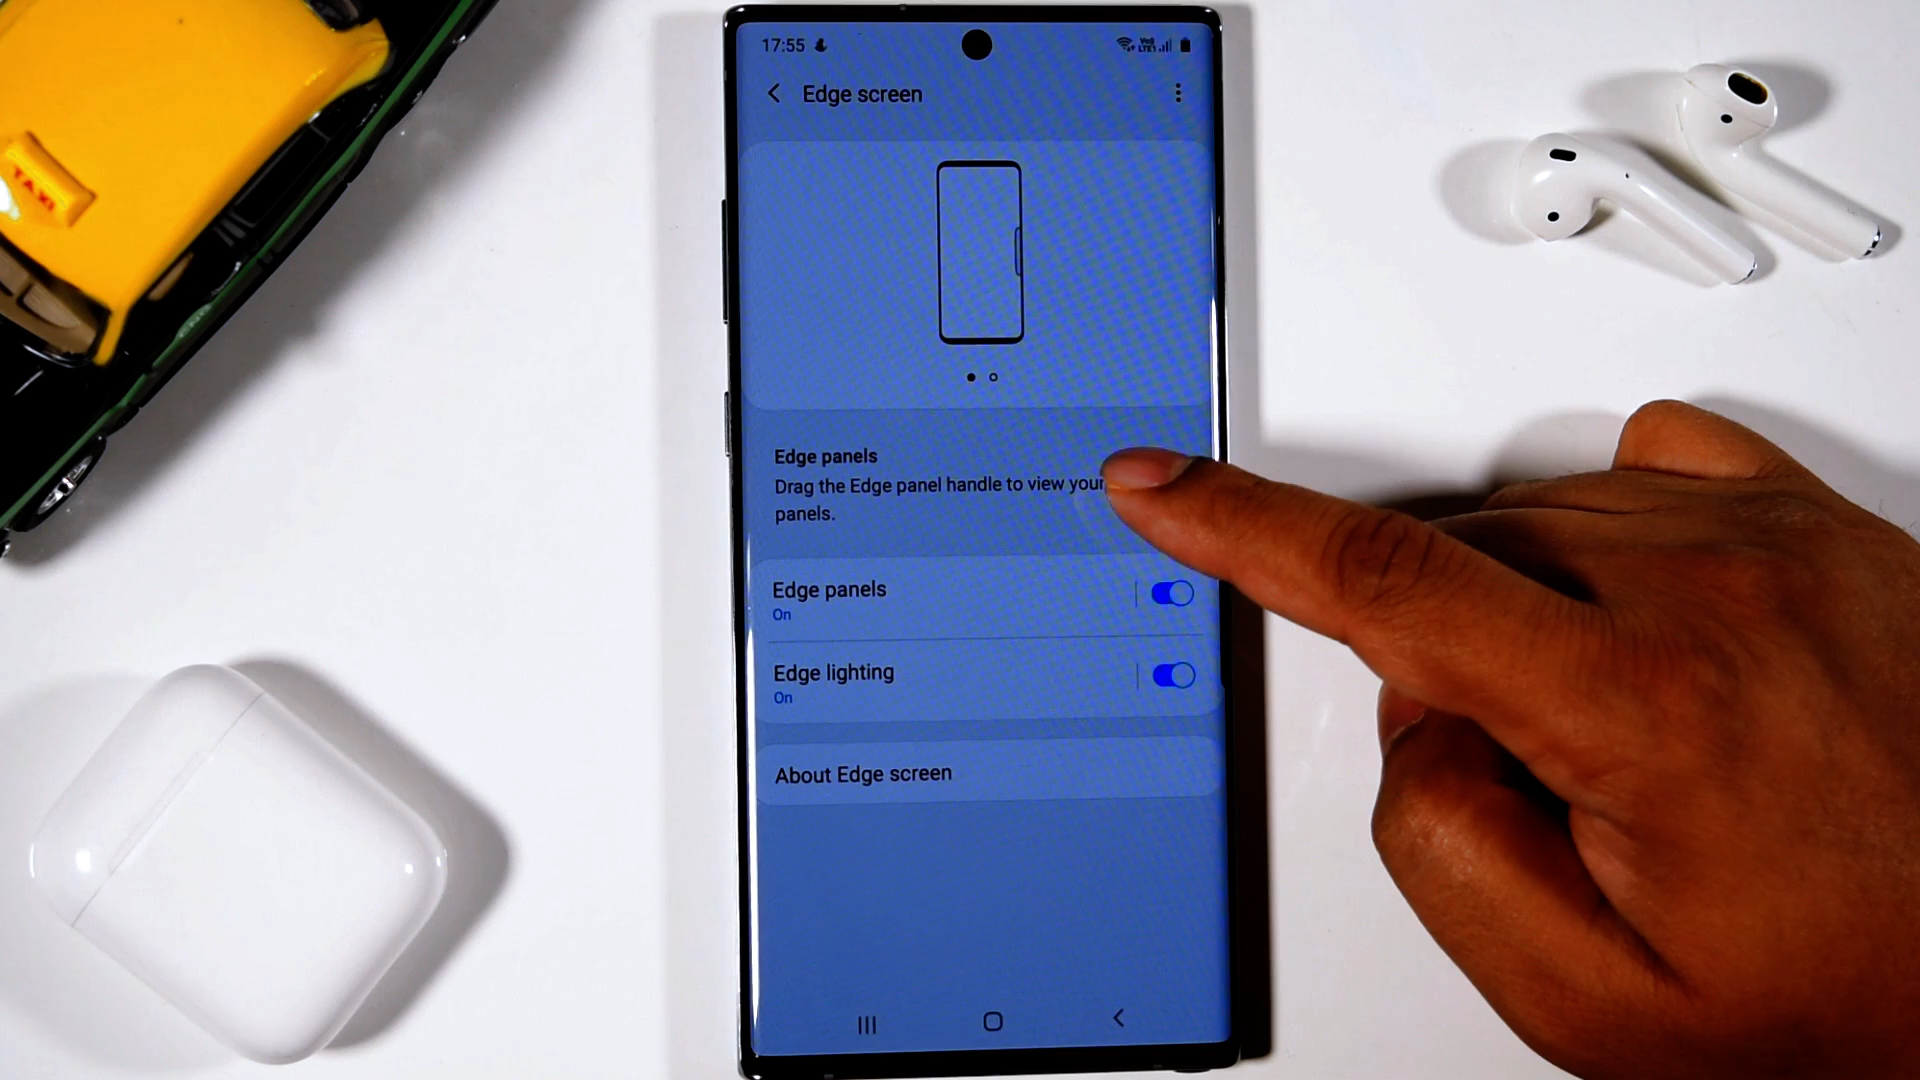 TAXI
17:55
Edge screen
Edge panels
Drag the Edge panel handle to view your
panels.
Edge panels
On
Edge lighting
On
About Edge screen